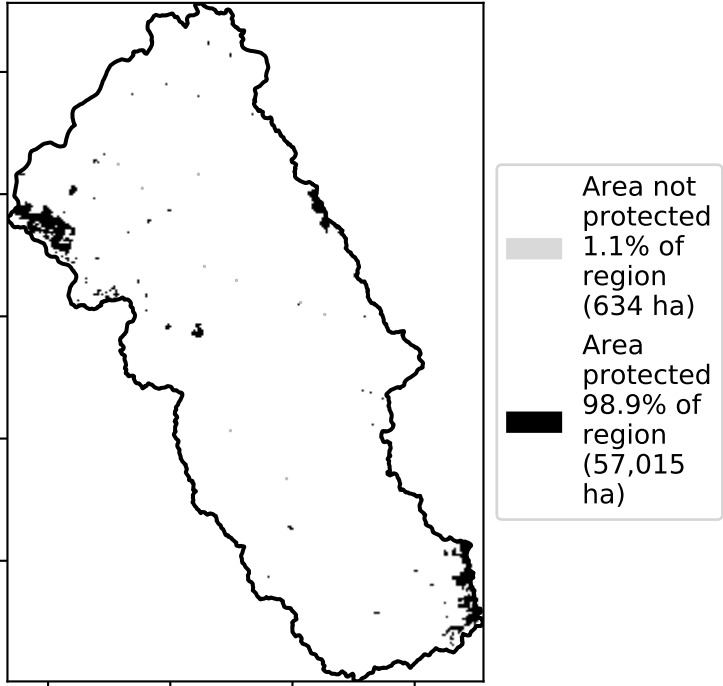 Area not
protected
1.1% of
region
(634 ha)
Area
protected
98.9% of
region
(57,015
ha)